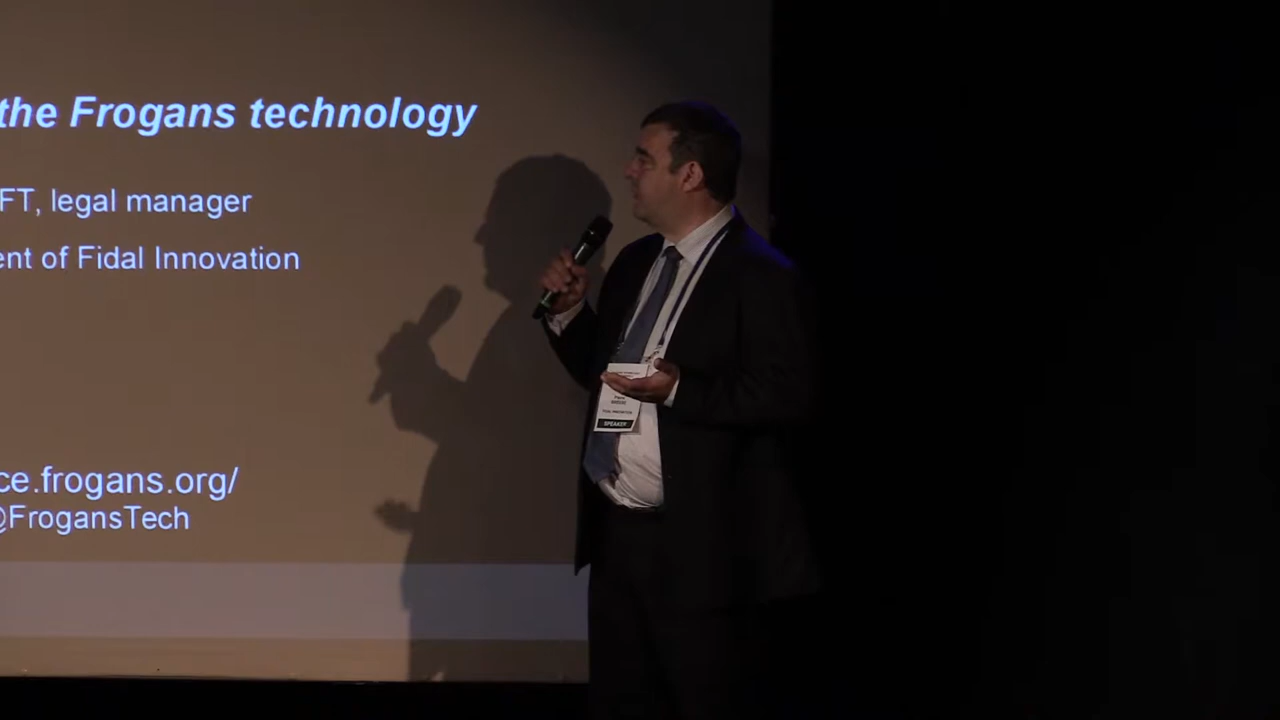 the Frogans technology
FT, legal manager
ent of Fidal Innovation
ce.frogans.org/
@FrogansTech
SPEAKER